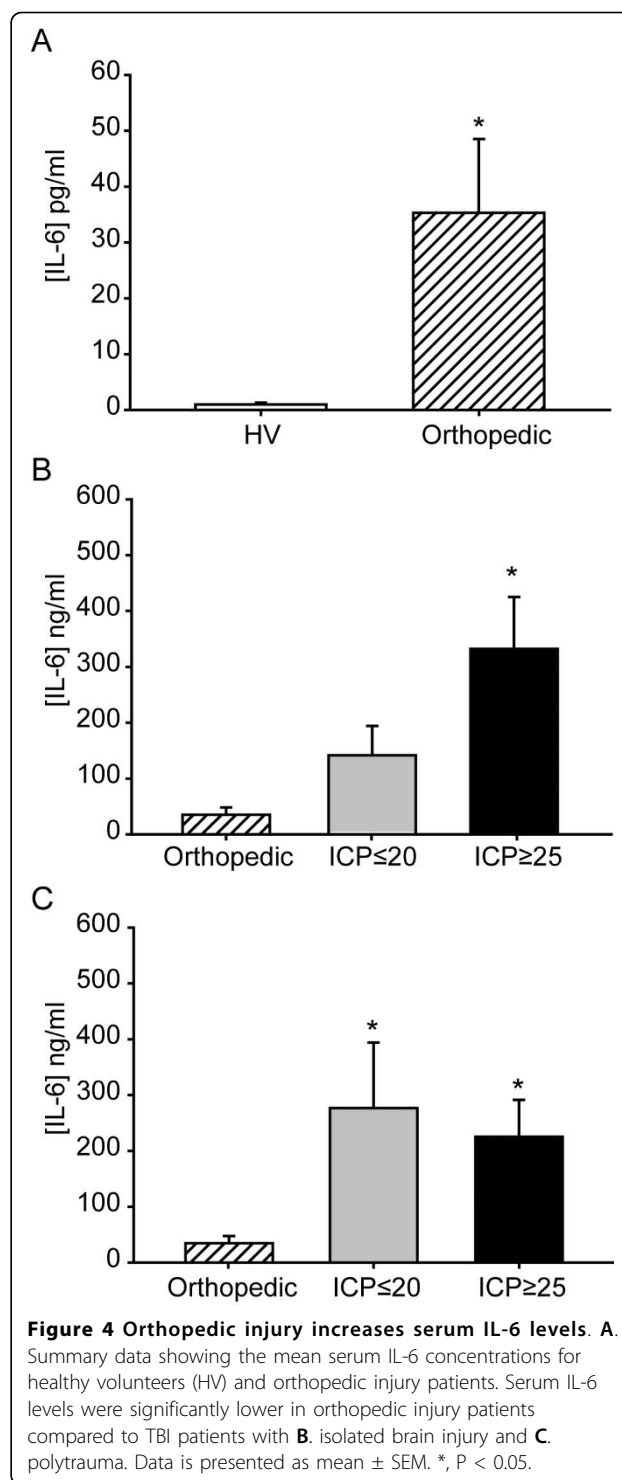 A
60
50
40
30
20
10
0
[IL-6] pg/ml
*
HV Orthopedic
B
600
500
400
300
200
100
0
[IL-6] ng/ml
*
Orthopedic ICP≤20 ICP≥25
C
600
500
400
300
200
100
0
[IL-6] ng/ml
* *
Orthopedic ICP≤20 ICP≥25
Figure 4 Orthopedic injury increases serum IL-6 levels. A.
Summary data showing the mean serum IL-6 concentrations for
healthy volunteers (HV) and orthopedic injury patients. Serum IL-6
levels were significantly lower in orthopedic injury patients
compared to TBI patients with B. isolated brain injury and C.
polytrauma. Data is presented as mean ± SEM. *, P < 0.05.